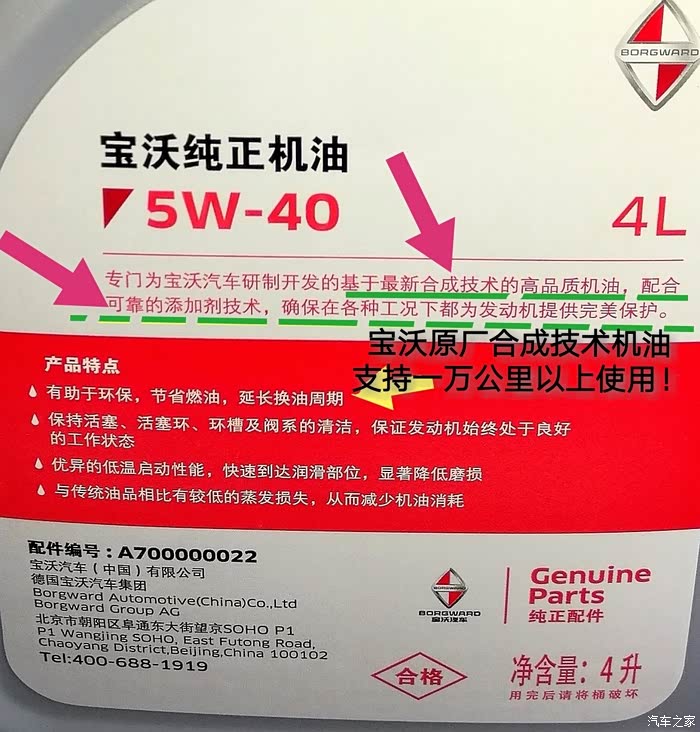 BORGWARD
宝沃纯正机油
5W-40
4L
专门为宝沃汽车研制开发的基于最新合成技术的高品质机油，配合
可靠的添加剂技术，确保在各种工况下都为发动机提供完美保护。
宝沃原厂合成技术机油
支持一万公里以上使用！
产品特点
有助于环保，节省燃油，延长换油周期
保持活塞、活塞环、环槽及阀系的清洁，保证发动机始终处于良好
的工作状态
优异的低温启动性能，快速到达润滑部位，显著降低磨损
与传统油品相比有较低的蒸发损失，从而减少机油消耗
配件编号：A700000022
宝沃汽车（中国）有限公司
德国宝沃汽车集团
Borgward Automotive(China)Co.,Ltd
Borgward Group AG
北京市朝阳区阜通东大街望京SOHO P1
P1 Wangjing SOHO, East Futong Road,
Chaoyang District,Beijing,China 100102
Tel:400-688-1919
BORGWARD
宝沃汽车
Genuine
Parts
纯正配件
合格
净含量：4升
用完后请将桶破坏
汽车之家